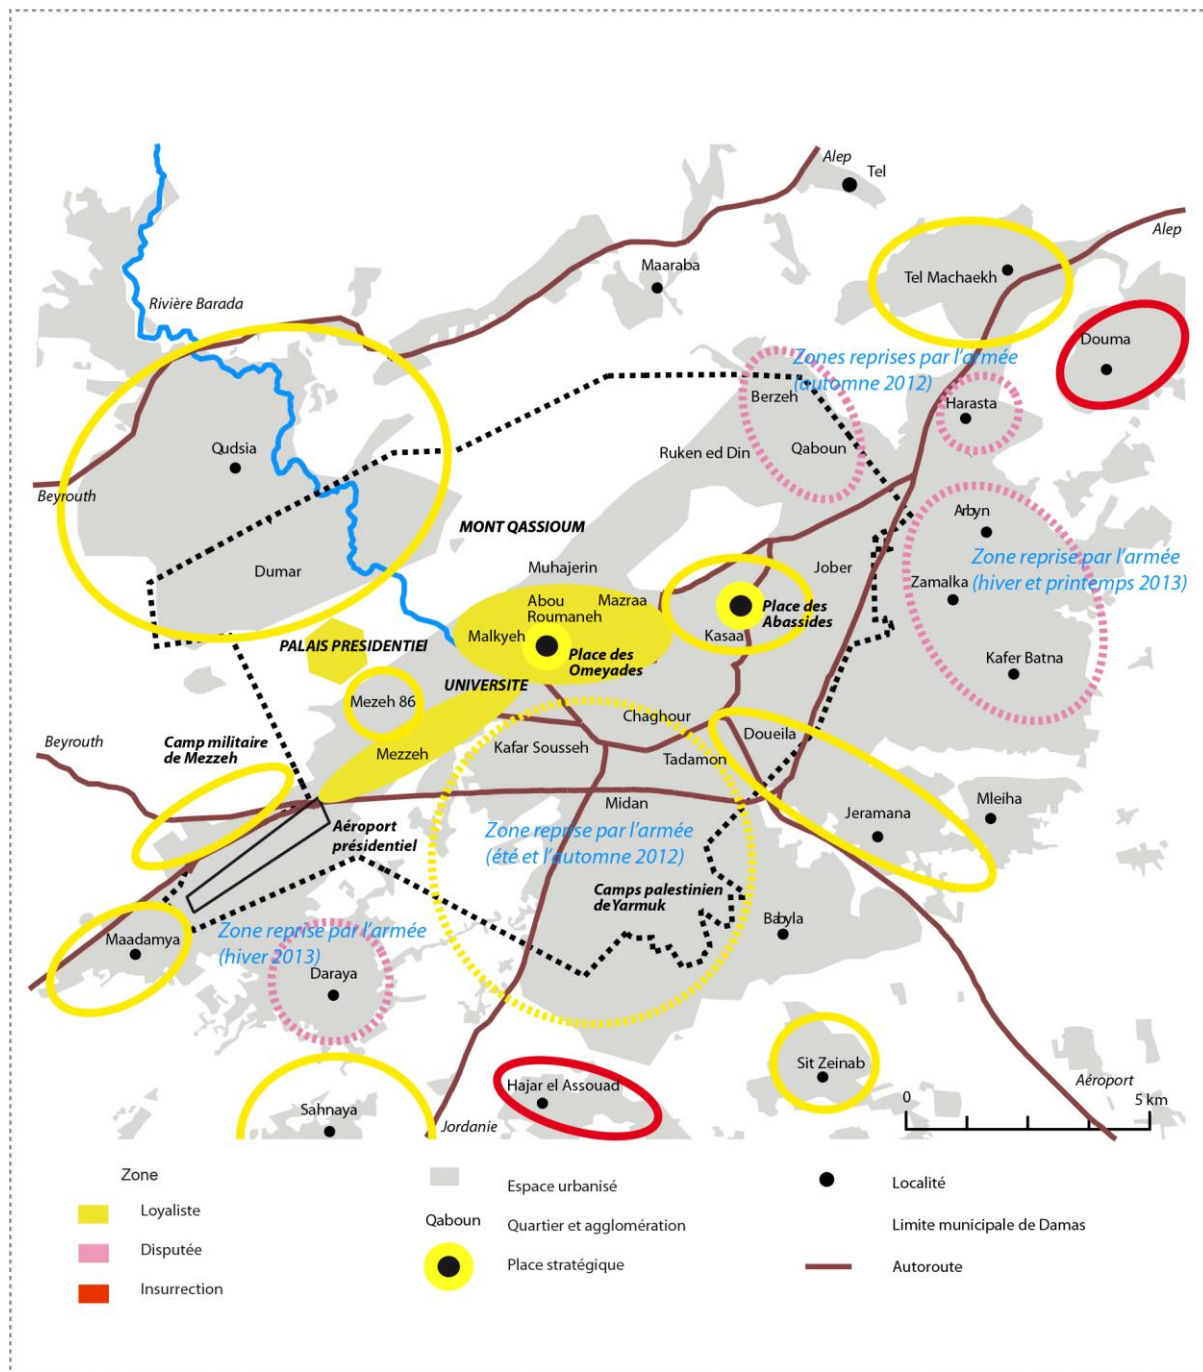 Alep
Tel
Alep
Maaraba
Tel Machaekh
Rivière Barada
Douma
Zones reprises par l'armée
(automne 2012)
Berzeh
Harasta
Qudsia
Ruken ed Din
Qaboun
Beyrouth
Arbyn
MONT QASSIOUM
Zone reprise par l'armée
(hiver et printemps 2013)
Dumar
Muhajerin
Jober
Zamalka
Abou
Roumaneh
Mazraa
Place des
Abassides
Malkyeh
Kasaa
PALAIS PRESIDENTIEl
Place des
Omeyades
Kafer Batna
UNIVERSITE
Mezeh 86
Chaghour
Doueila
Beyrouth
Camp militaire
de Mezzeh
Mezzeh
Kafar Sousseh
Tadamon
Midan
Jeramana
Mleiha
Aéroport
présidentiel
Zone reprise par l'armée
(été et l'automne 2012)
Camps palestinien
de Yarmuk
Babyla
Maadamya
Zone reprise par l'armée
(hiver 2013)
Daraya
Sit Zeinab
Hajar el Assouad
Aéroport
Sahnaya
Jordanie
0
5 km
Zone
Loyaliste
Disputée
Insurrection
Espace urbanisé
Qaboun
Quartier et agglomération
Place stratégique
Localité
Limite municipale de Damas
Autoroute